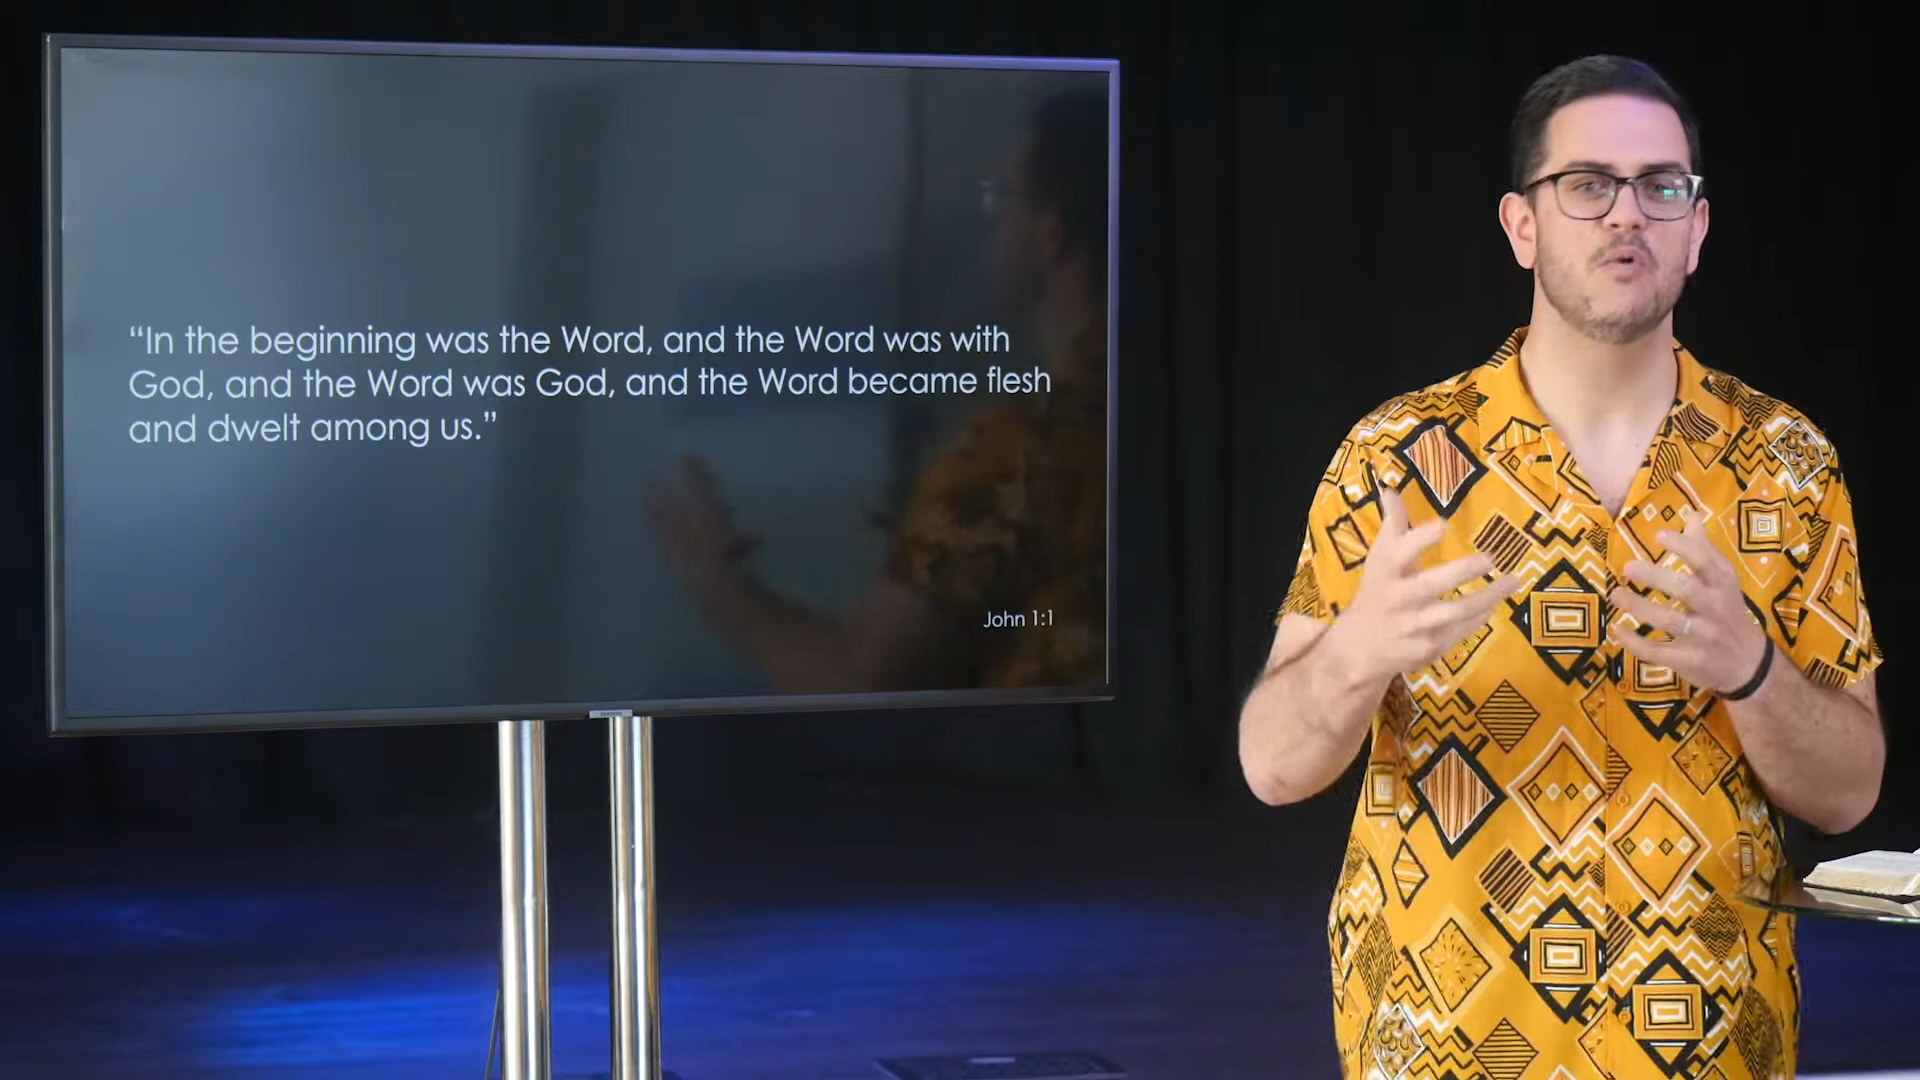 “In the beginning was the Word, and the Word was with
God, and the Word was God, and the Word became flesh
and dwelt among us.”
John 1:1
SAMSUNG